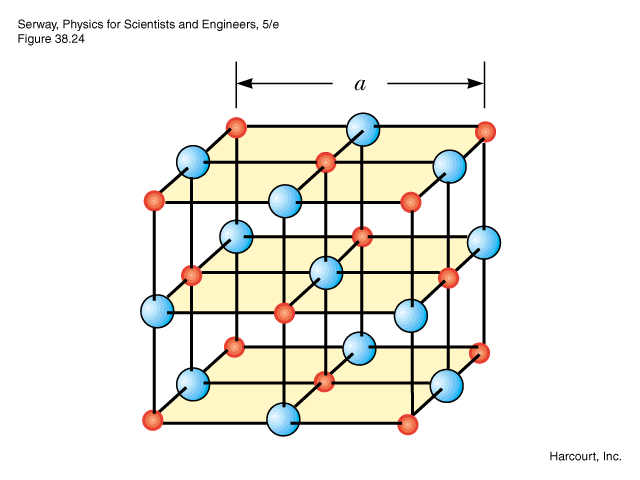 Serway, Physics for Scientists and Engineers, 5/e
Figure 38.24
a
Harcourt, Inc.